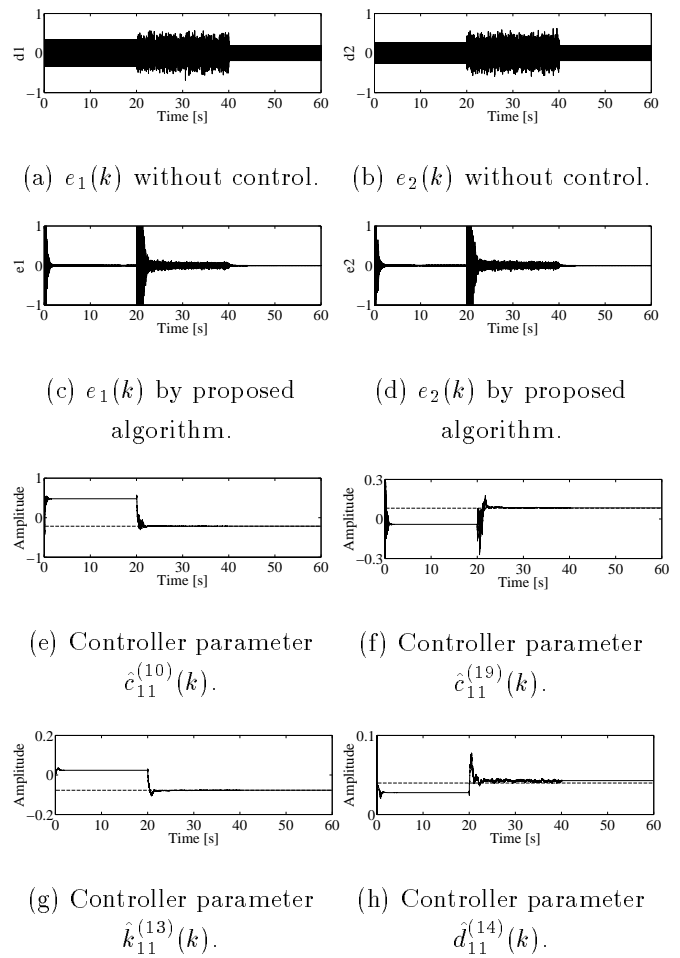 1
0
−1
d1
0 10 20 30 40 50 60
Time [s]
1
0
−1
d2
0 10 20 30 40 50 60
Time [s]
(a) e₁(k) without control.
(b) e₂(k) without control.
1
0
−1
e1
0 10 20 30 40 50 60
Time [s]
1
0
−1
e2
0 10 20 30 40 50 60
Time [s]
(c) e₁(k) by proposed
algorithm.
(d) e₂(k) by proposed
algorithm.
1
0
−1
Amplitude
0 10 20 30 40 50 60
Time [s]
0.3
0
−0.3
Amplitude
0 10 20 30 40 50 60
Time [s]
(e) Controller parameter
ĉ₁₁⁽¹⁰⁾(k).
(f) Controller parameter
ĉ₁₁⁽¹⁹⁾(k).
0.2
0
−0.2
Amplitude
0 10 20 30 40 50 60
Time [s]
0.1
0
Amplitude
0 10 20 30 40 50 60
Time [s]
(g) Controller parameter
k̂₁₁⁽¹³⁾(k).
(h) Controller parameter
d̂₁₁⁽¹⁴⁾(k).